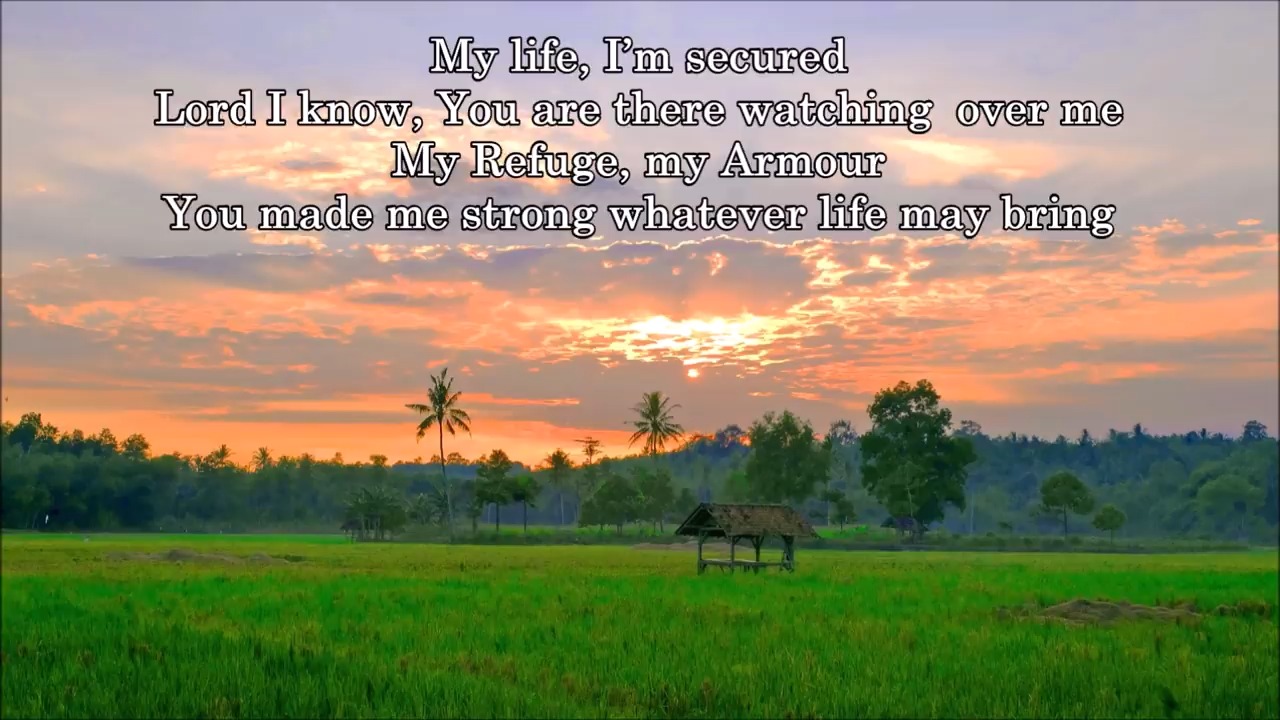 My life, I’m secured
Lord I know, You are there watching  over me
My Refuge, my Armour
You made me strong whatever life may bring